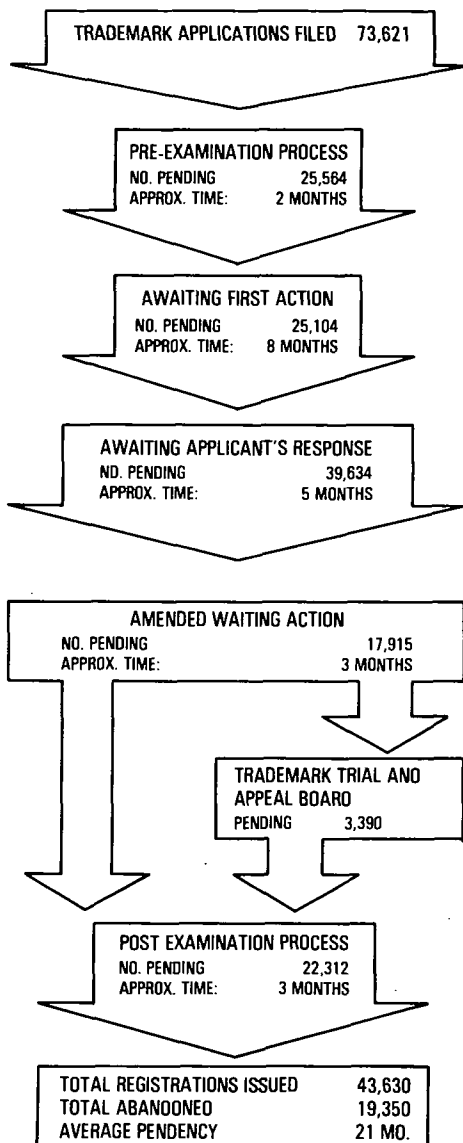 TRADEMARK APPLICATIONS FILED 73,621
PRE-EXAMINATION PROCESS
NO. PENDING 25,564
APPROX. TIME: 2 MONTHS
AWAITING FIRST ACTION
NO. PENDING 25,104
APPROX. TIME: 8 MONTHS
AWAITING APPLICANT'S RESPONSE
ND. PENDING 39,634
APPROX. TIME: 5 MONTHS
AMENDED WAITING ACTION
NO. PENDING 17,915
APPROX. TIME: 3 MONTHS
TRADEMARK TRIAL AND
APPEAL BOARD
PENDING 3,390
POST EXAMINATION PROCESS
NO. PENDING 22,312
APPROX. TIME: 3 MONTHS
TOTAL REGISTRATIONS ISSUED 43,630
TOTAL ABANDONED 19,350
AVERAGE PENDENCY 21 MO.